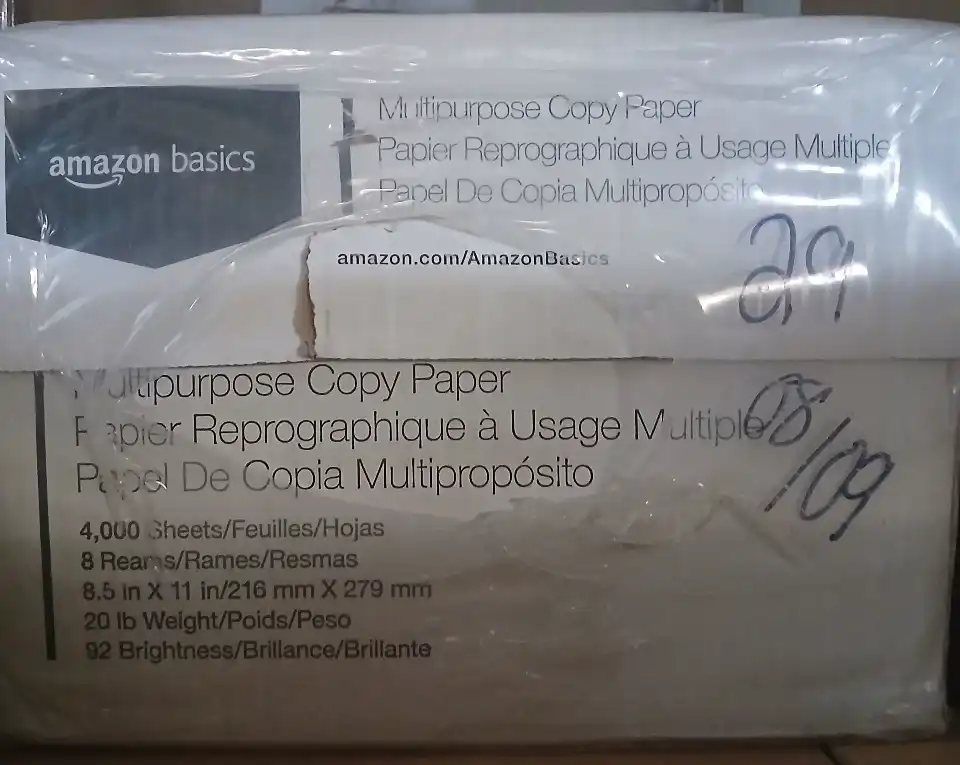 amazon basics
Multipurpose Copy Paper
Papier Reprographique à Usage Multiple
Papel De Copia Multipropósito
amazon.com/AmazonBasics
29
Multipurpose Copy Paper
Papier Reprographique à Usage Multiple
Papel De Copia Multipropósito
08
/09
4,000 Sheets/Feuilles/Hojas
8 Reams/Rames/Resmas
8.5 in X 11 in/216 mm X 279 mm
20 lb Weight/Poids/Peso
92 Brightness/Brillance/Brillante